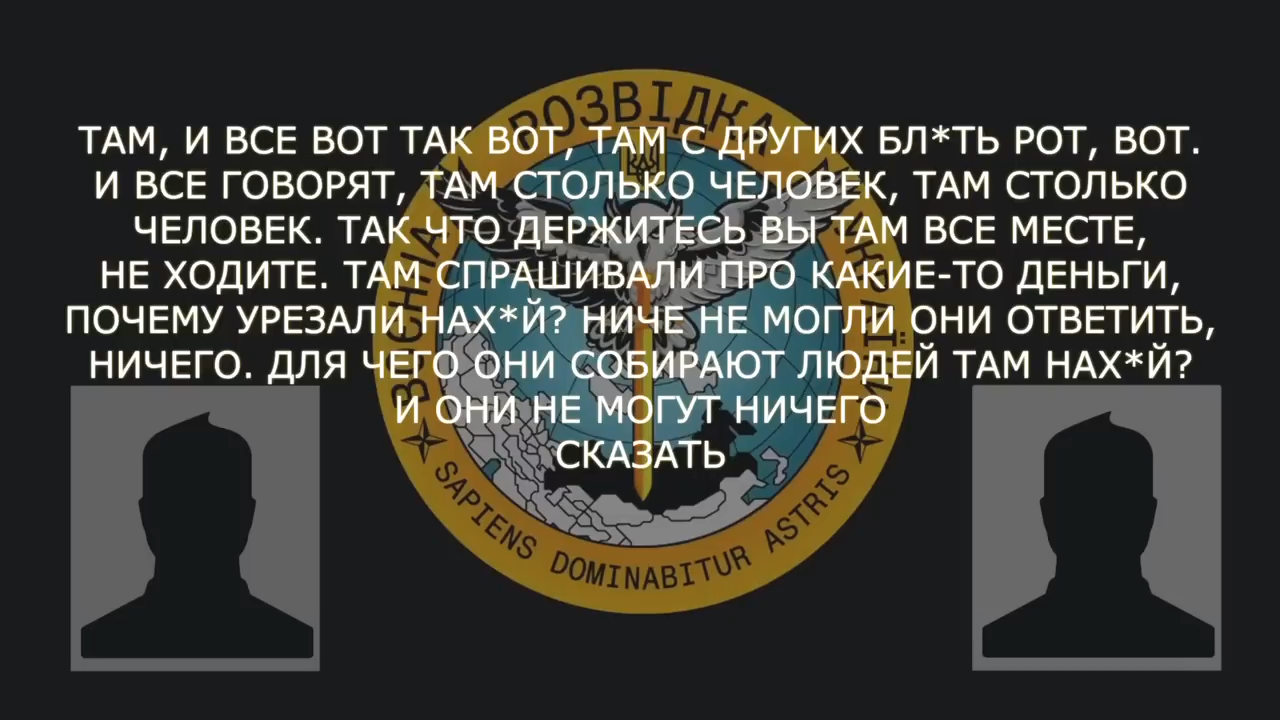 ТАМ, И ВСЕ ВОТ ТАК ВОТ, ТАМ С ДРУГИХ БЛ*ТЬ РОТ, ВОТ.
И ВСЕ ГОВОРЯТ, ТАМ СТОЛЬКО ЧЕЛОВЕК, ТАМ СТОЛЬКО
ЧЕЛОВЕК. ТАК ЧТО ДЕРЖИТЕСЬ ВЫ ТАМ ВСЕ МЕСТЕ,
НЕ ХОДИТЕ. ТАМ СПРАШИВАЛИ ПРО КАКИЕ-ТО ДЕНЬГИ,
ПОЧЕМУ УРЕЗАЛИ НАХ*Й? НИЧЕ НЕ МОГЛИ ОНИ ОТВЕТИТЬ,
НИЧЕГО. ДЛЯ ЧЕГО ОНИ СОБИРАЮТ ЛЮДЕЙ ТАМ НАХ*Й?
И ОНИ НЕ МОГУТ НИЧЕГО
СКАЗАТЬ
РОЗВІДКА
SAPIENS DOMINABITUR ASTRIS